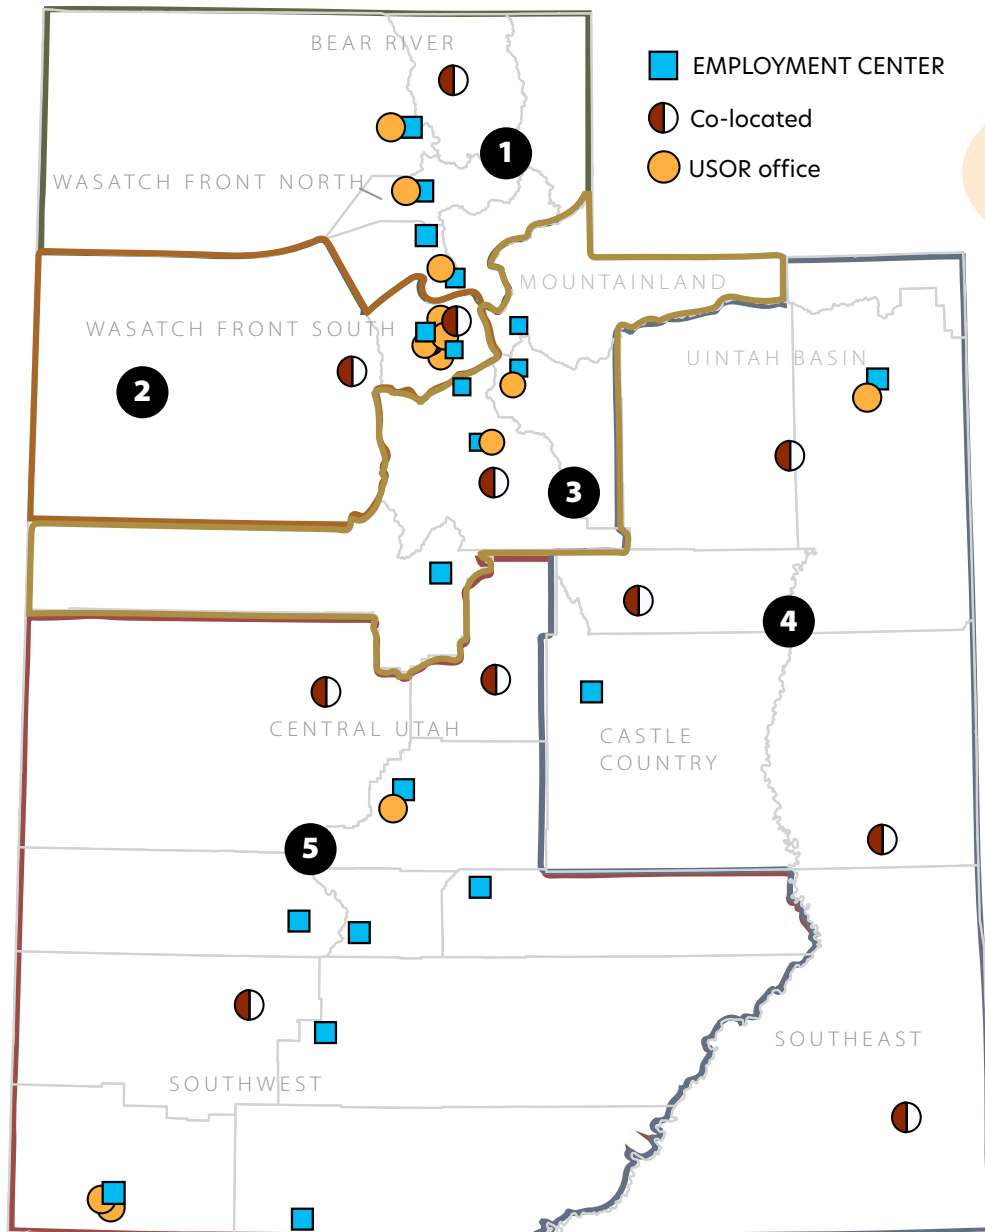 BEAR RIVER
EMPLOYMENT CENTER
Co-located
1
USOR office
WASATCH FRONT NORTH
MOUNTAINLAND
WASATCH FRONT SOUTH
UINTAH BASIN
2
3
4
CENTRAL UTAH
CASTLE
COUNTRY
5
SOUTHEAST
SOUTHWEST